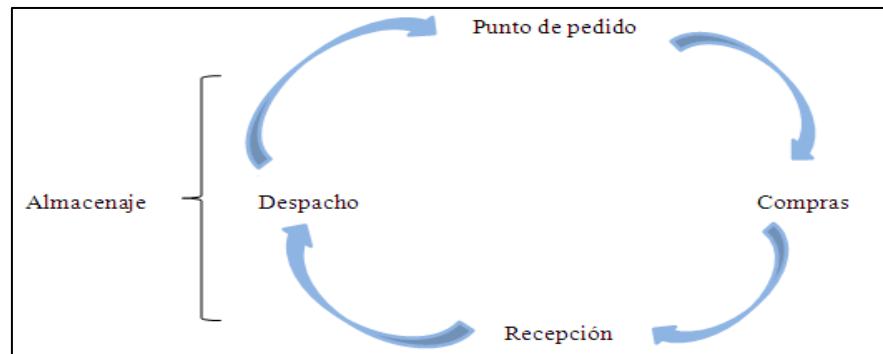 Punto de pedido
Almacenaje
Despacho
Compras
Recepción